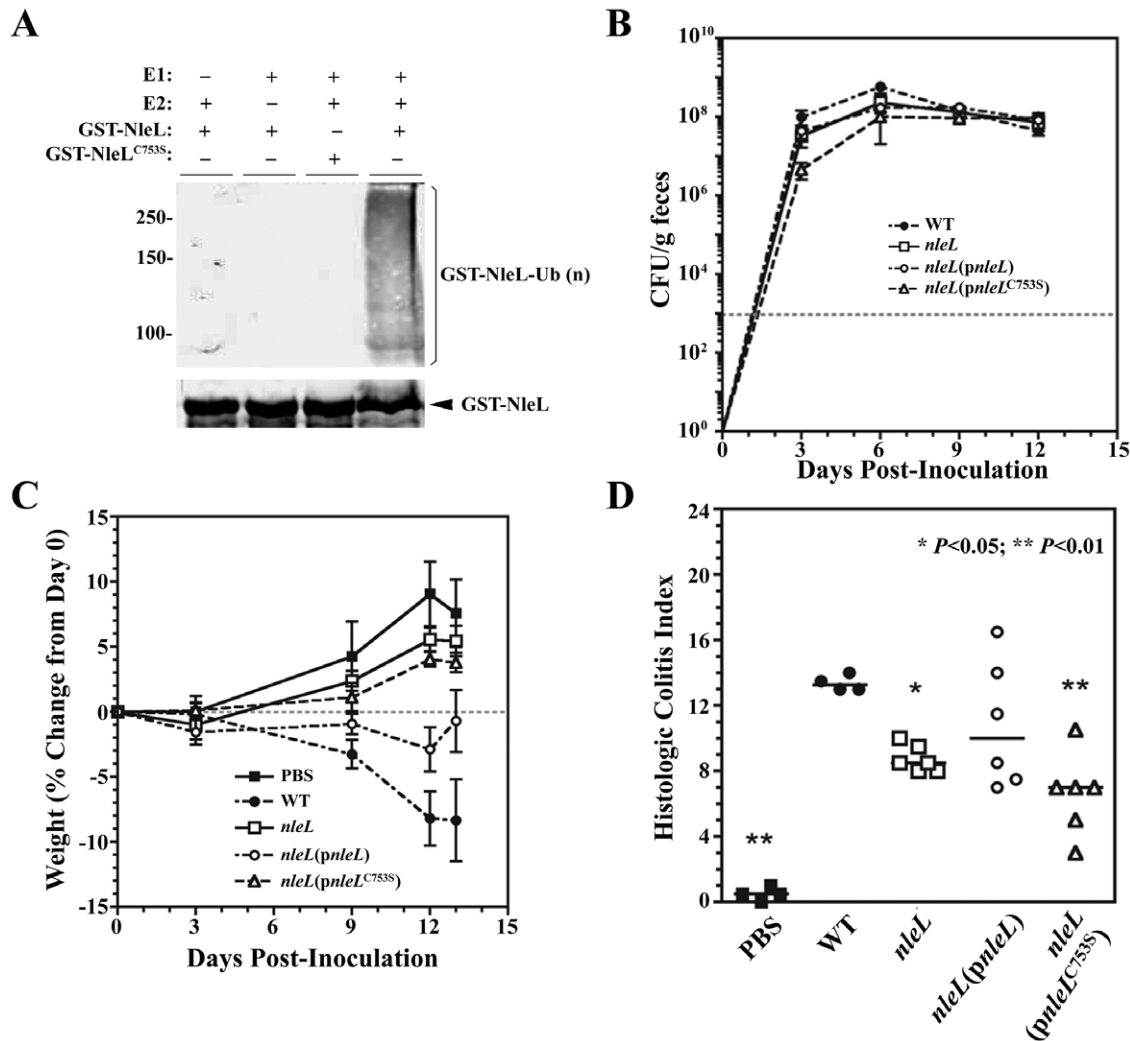 A
E1: – + + +
E2: + – + +
GST-NleL: + + – +
GST-NleL^C753S: – – + –
250-
150-
100-
GST-NleL-Ub (n)
GST-NleL
B
10^10
10^8
10^6
10^4
10^2
10^0
CFU/g feces
WT
nleL
nleL(pnleL)
nleL(pnleL^C753S)
0 3 6 9 12 15
Days Post-Inoculation
C
15
10
5
0
-5
-10
-15
Weight (% Change from Day 0)
PBS
WT
nleL
nleL(pnleL)
nleL(pnleL^C753S)
0 3 6 9 12 15
Days Post-Inoculation
D
24
20
16
12
8
4
0
Histologic Colitis Index
* P<0.05; ** P<0.01
**
*
**
PBS
WT
nleL
nleL(pnleL)
nleL
(pnleL^C753S)